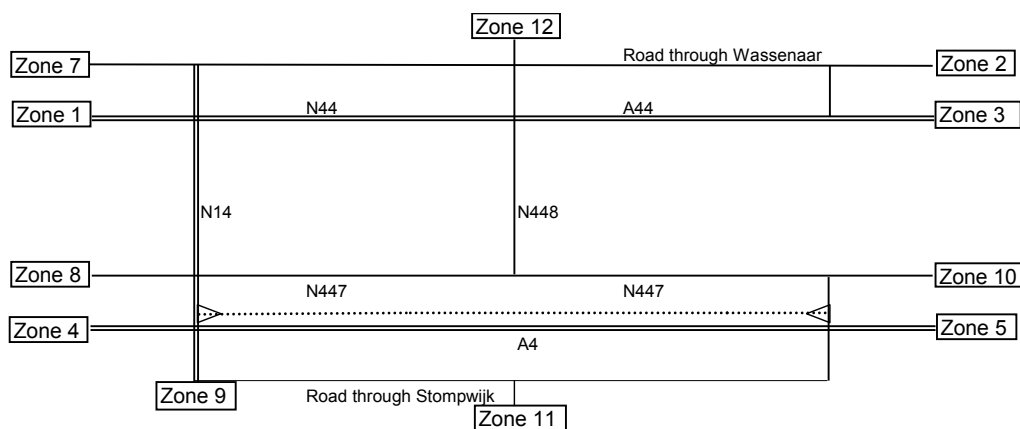 Zone 12
Road through Wassenaar
Zone 7
Zone 2
Zone 1
N44
A44
Zone 3
N14
N448
Zone 8
Zone 10
N447
N447
Zone 4
Zone 5
A4
Zone 9
Road through Stompwijk
Zone 11